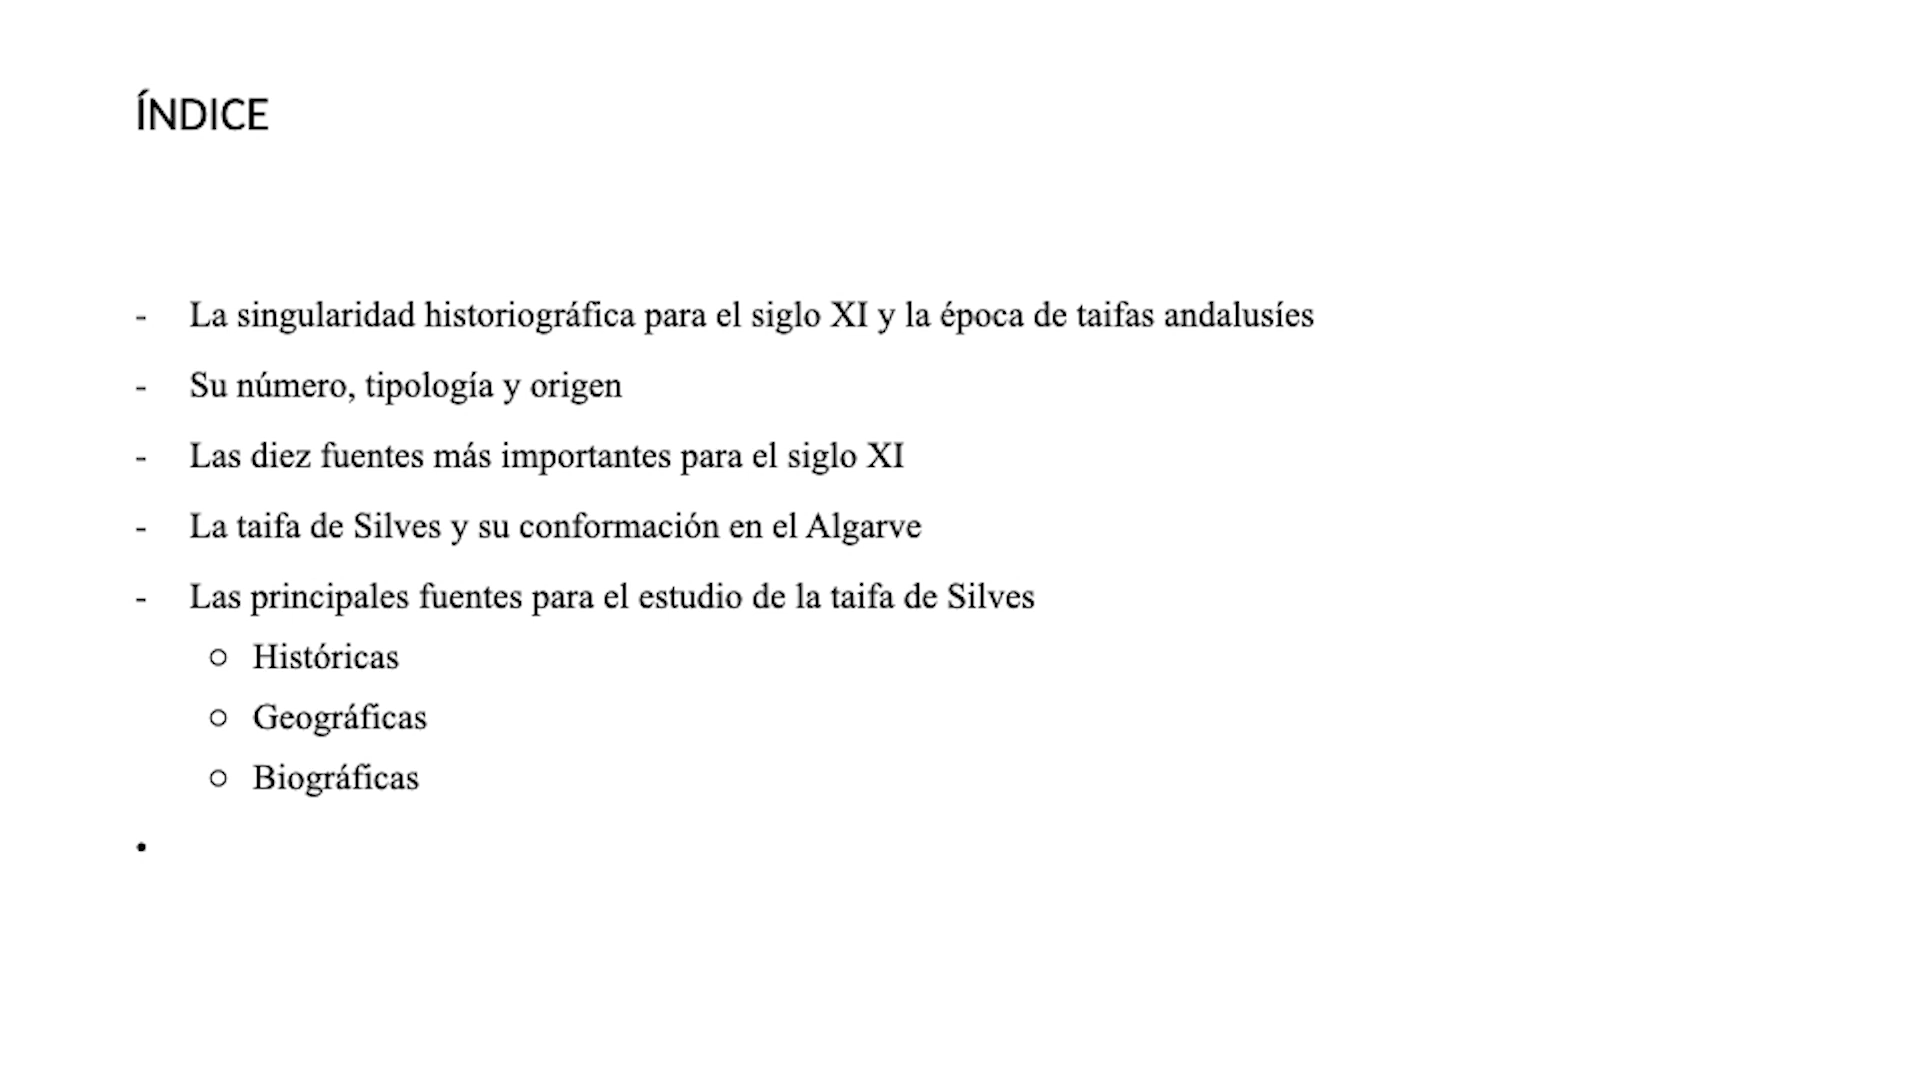 ÍNDICE
- La singularidad historiográfica para el siglo XI y la época de taifas andalusíes
- Su número, tipología y origen
- Las diez fuentes más importantes para el siglo XI
- La taifa de Silves y su conformación en el Algarve
- Las principales fuentes para el estudio de la taifa de Silves
○ Históricas
○ Geográficas
○ Biográficas
•